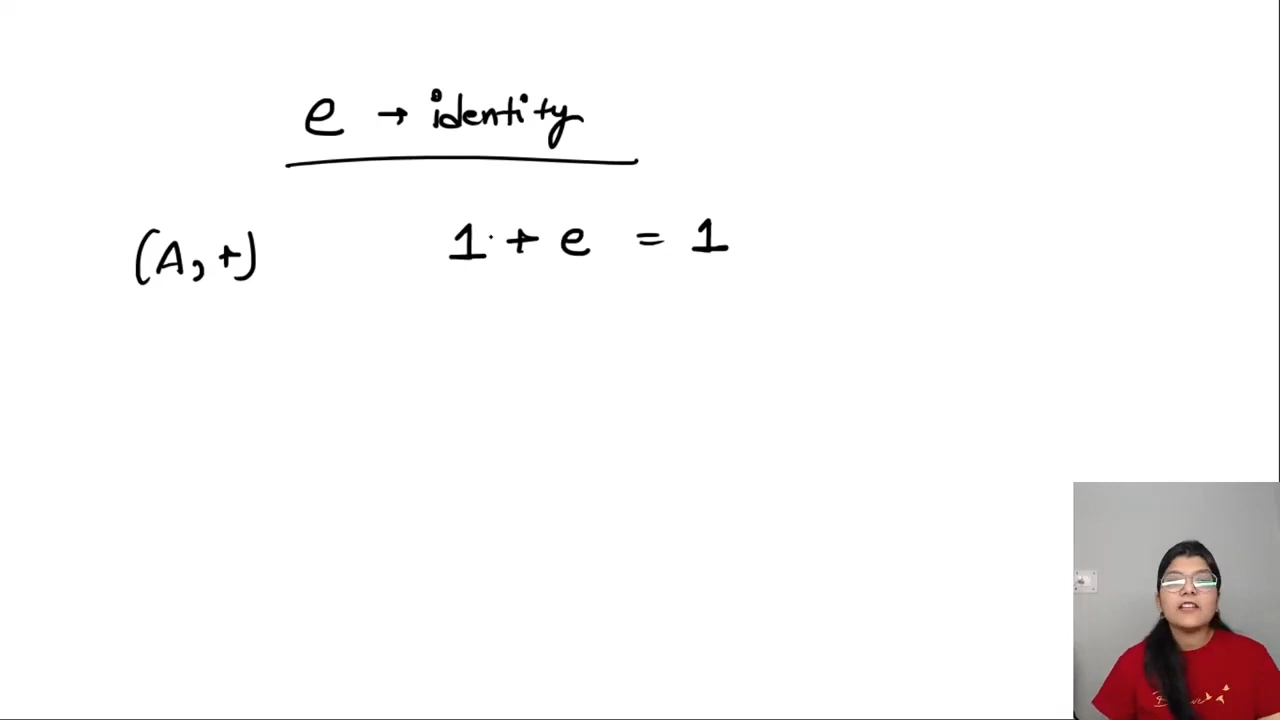 e → identity
(A, +) 1 + e = 1